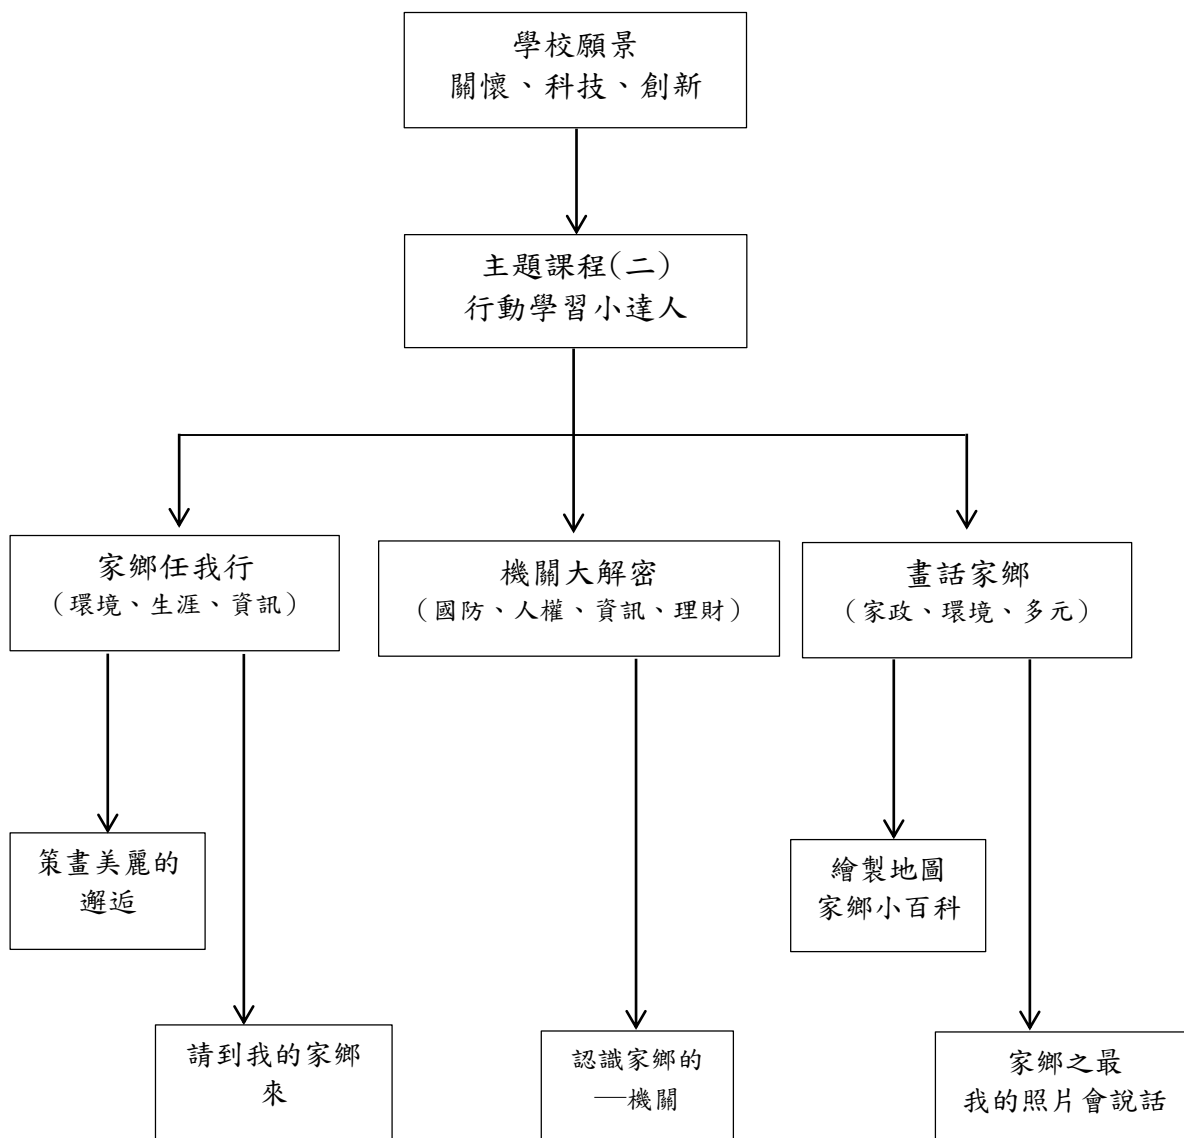 學校願景
關懷、科技、創新
主題課程(二)
行動學習小達人
家鄉任我行
（環境、生涯、資訊）
機關大解密
（國防、人權、資訊、理財）
畫話家鄉
（家政、環境、多元）
策畫美麗的
邂逅
繪製地圖
家鄉小百科
請到我的家鄉
來
認識家鄉的
—機關
家鄉之最
我的照片會說話